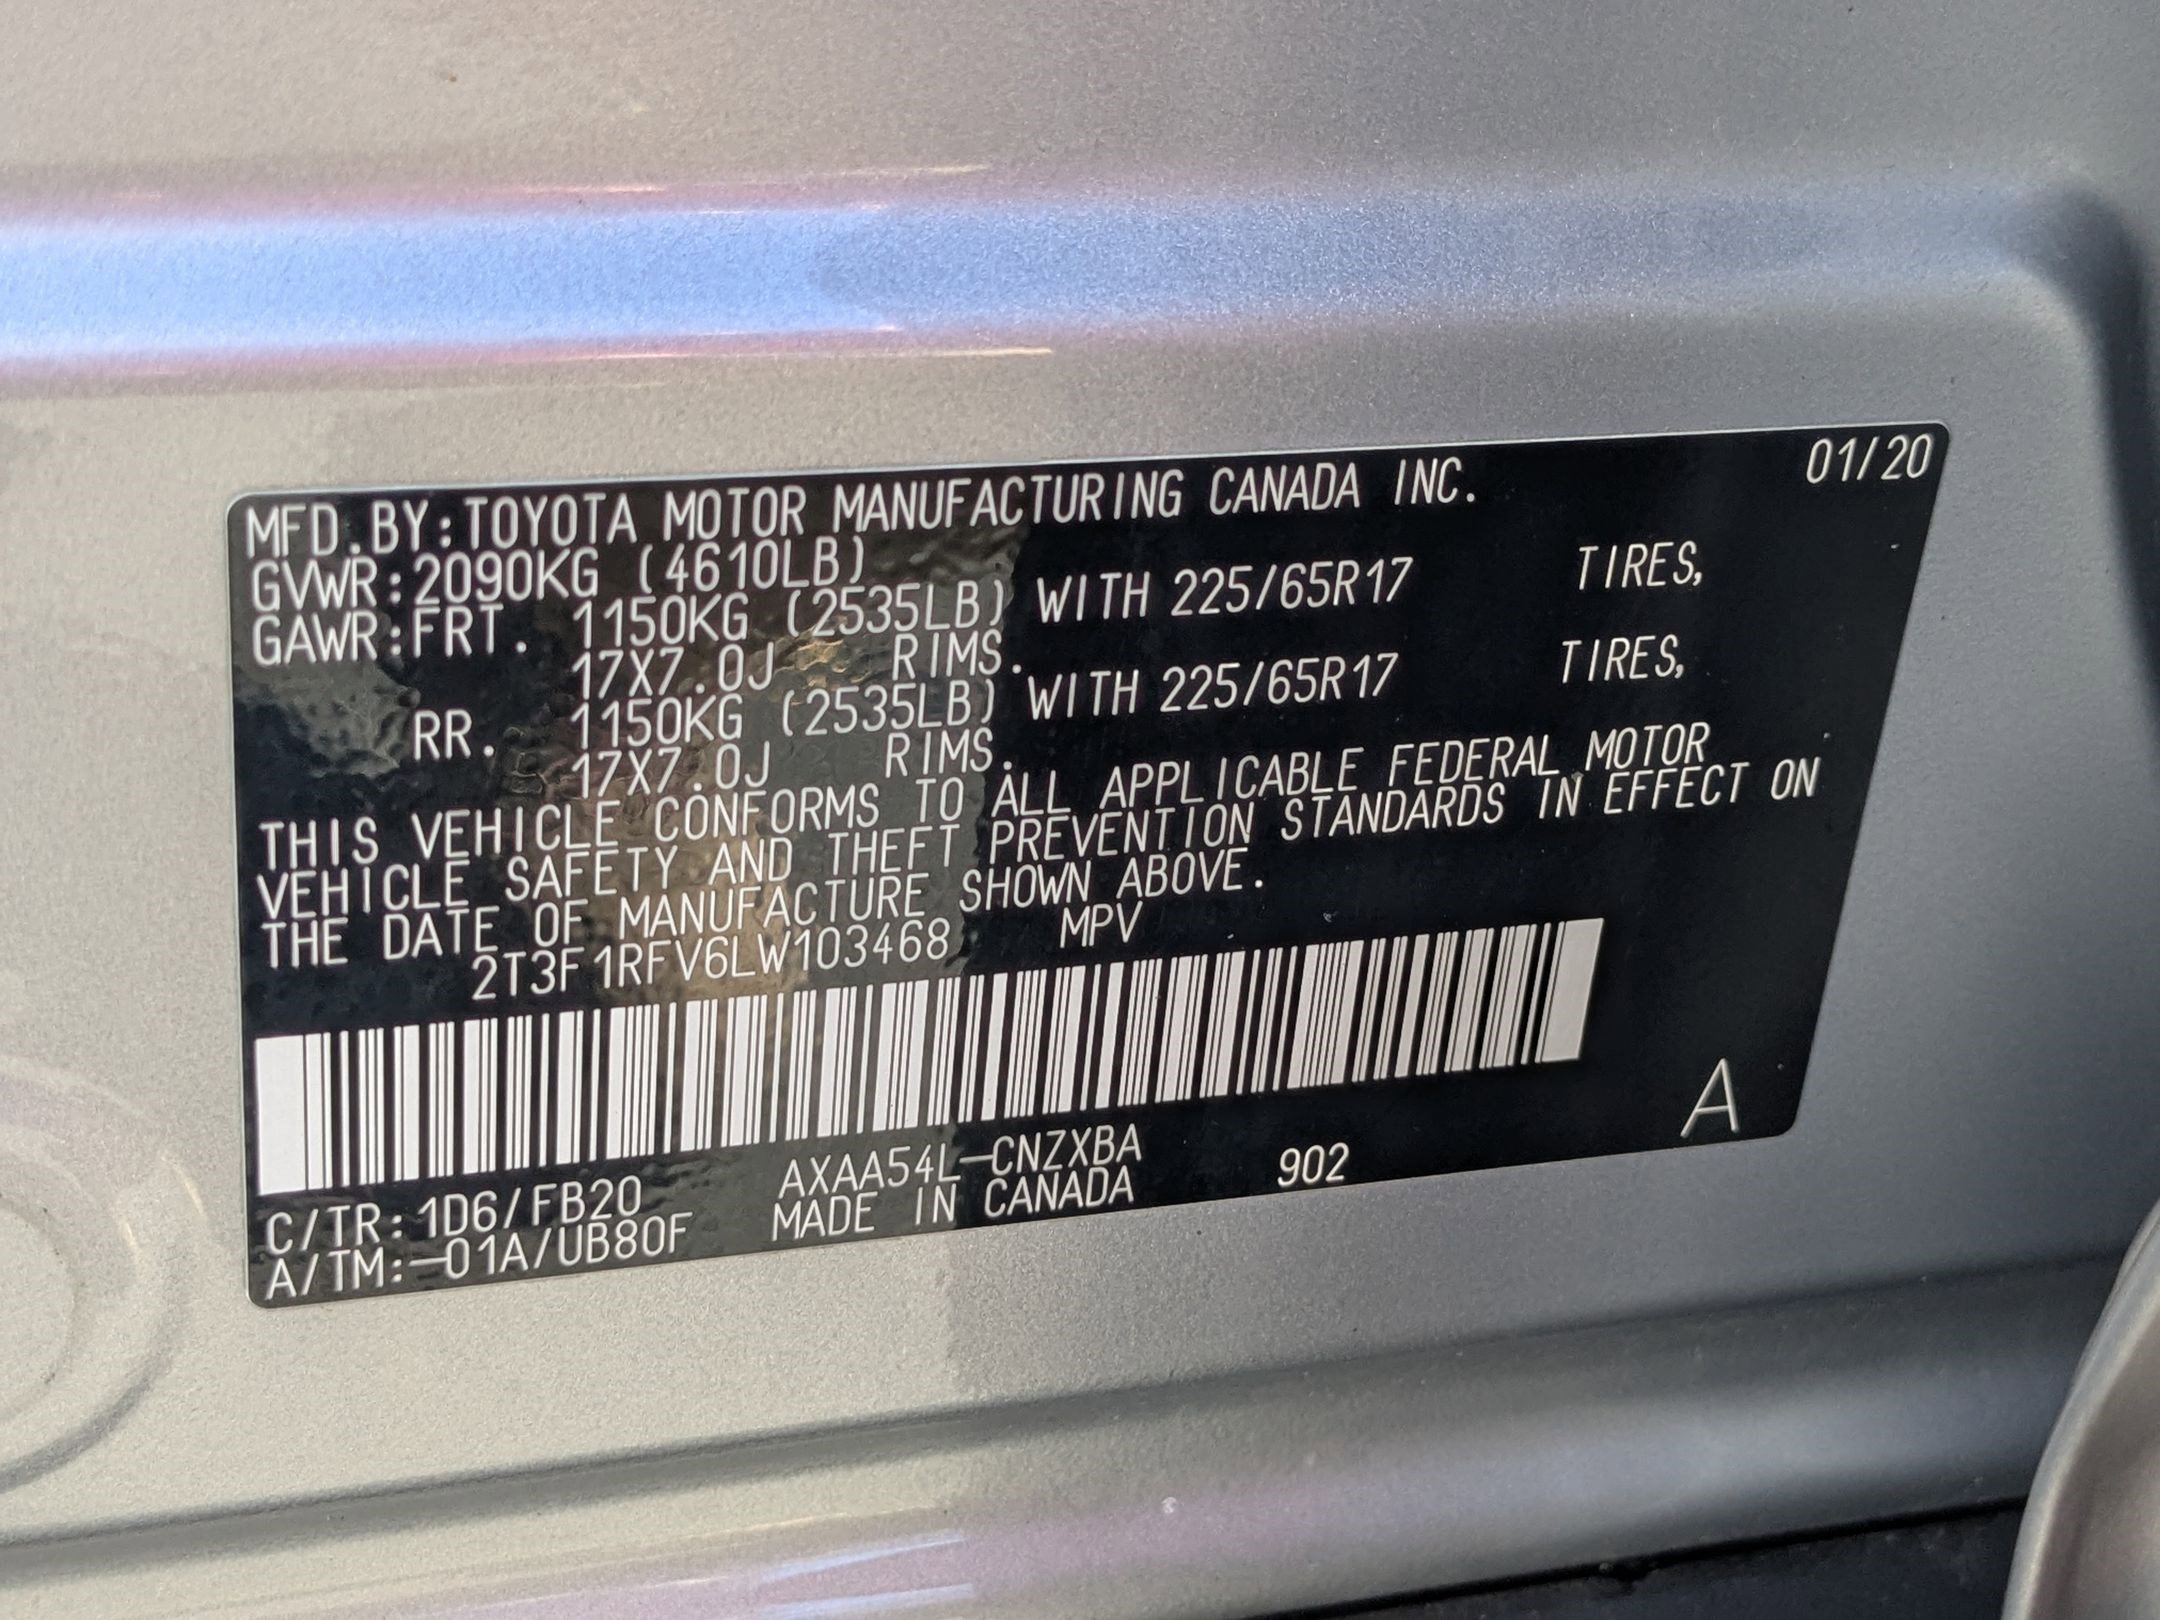 01/20
MFD.BY:TOYOTA MOTOR MANUFACTURING CANADA INC.
GVWR:2090KG (4610LB)
GAWR:FRT. 1150KG (2535LB) WITH 225/65R17 TIRES,
17X7.0J RIMS.
RR. 1150KG (2535LB) WITH 225/65R17 TIRES,
17X7.0J RIMS.
THIS VEHICLE CONFORMS TO ALL APPLICABLE FEDERAL MOTOR
VEHICLE SAFETY AND THEFT PREVENTION STANDARDS IN EFFECT ON
THE DATE OF MANUFACTURE SHOWN ABOVE.
2T3F1RFV6LW103468 MPV
A
C/TR:1D6/FB20 AXAA54L-CNZXBA 902
A/TM:-01A/UB80F MADE IN CANADA